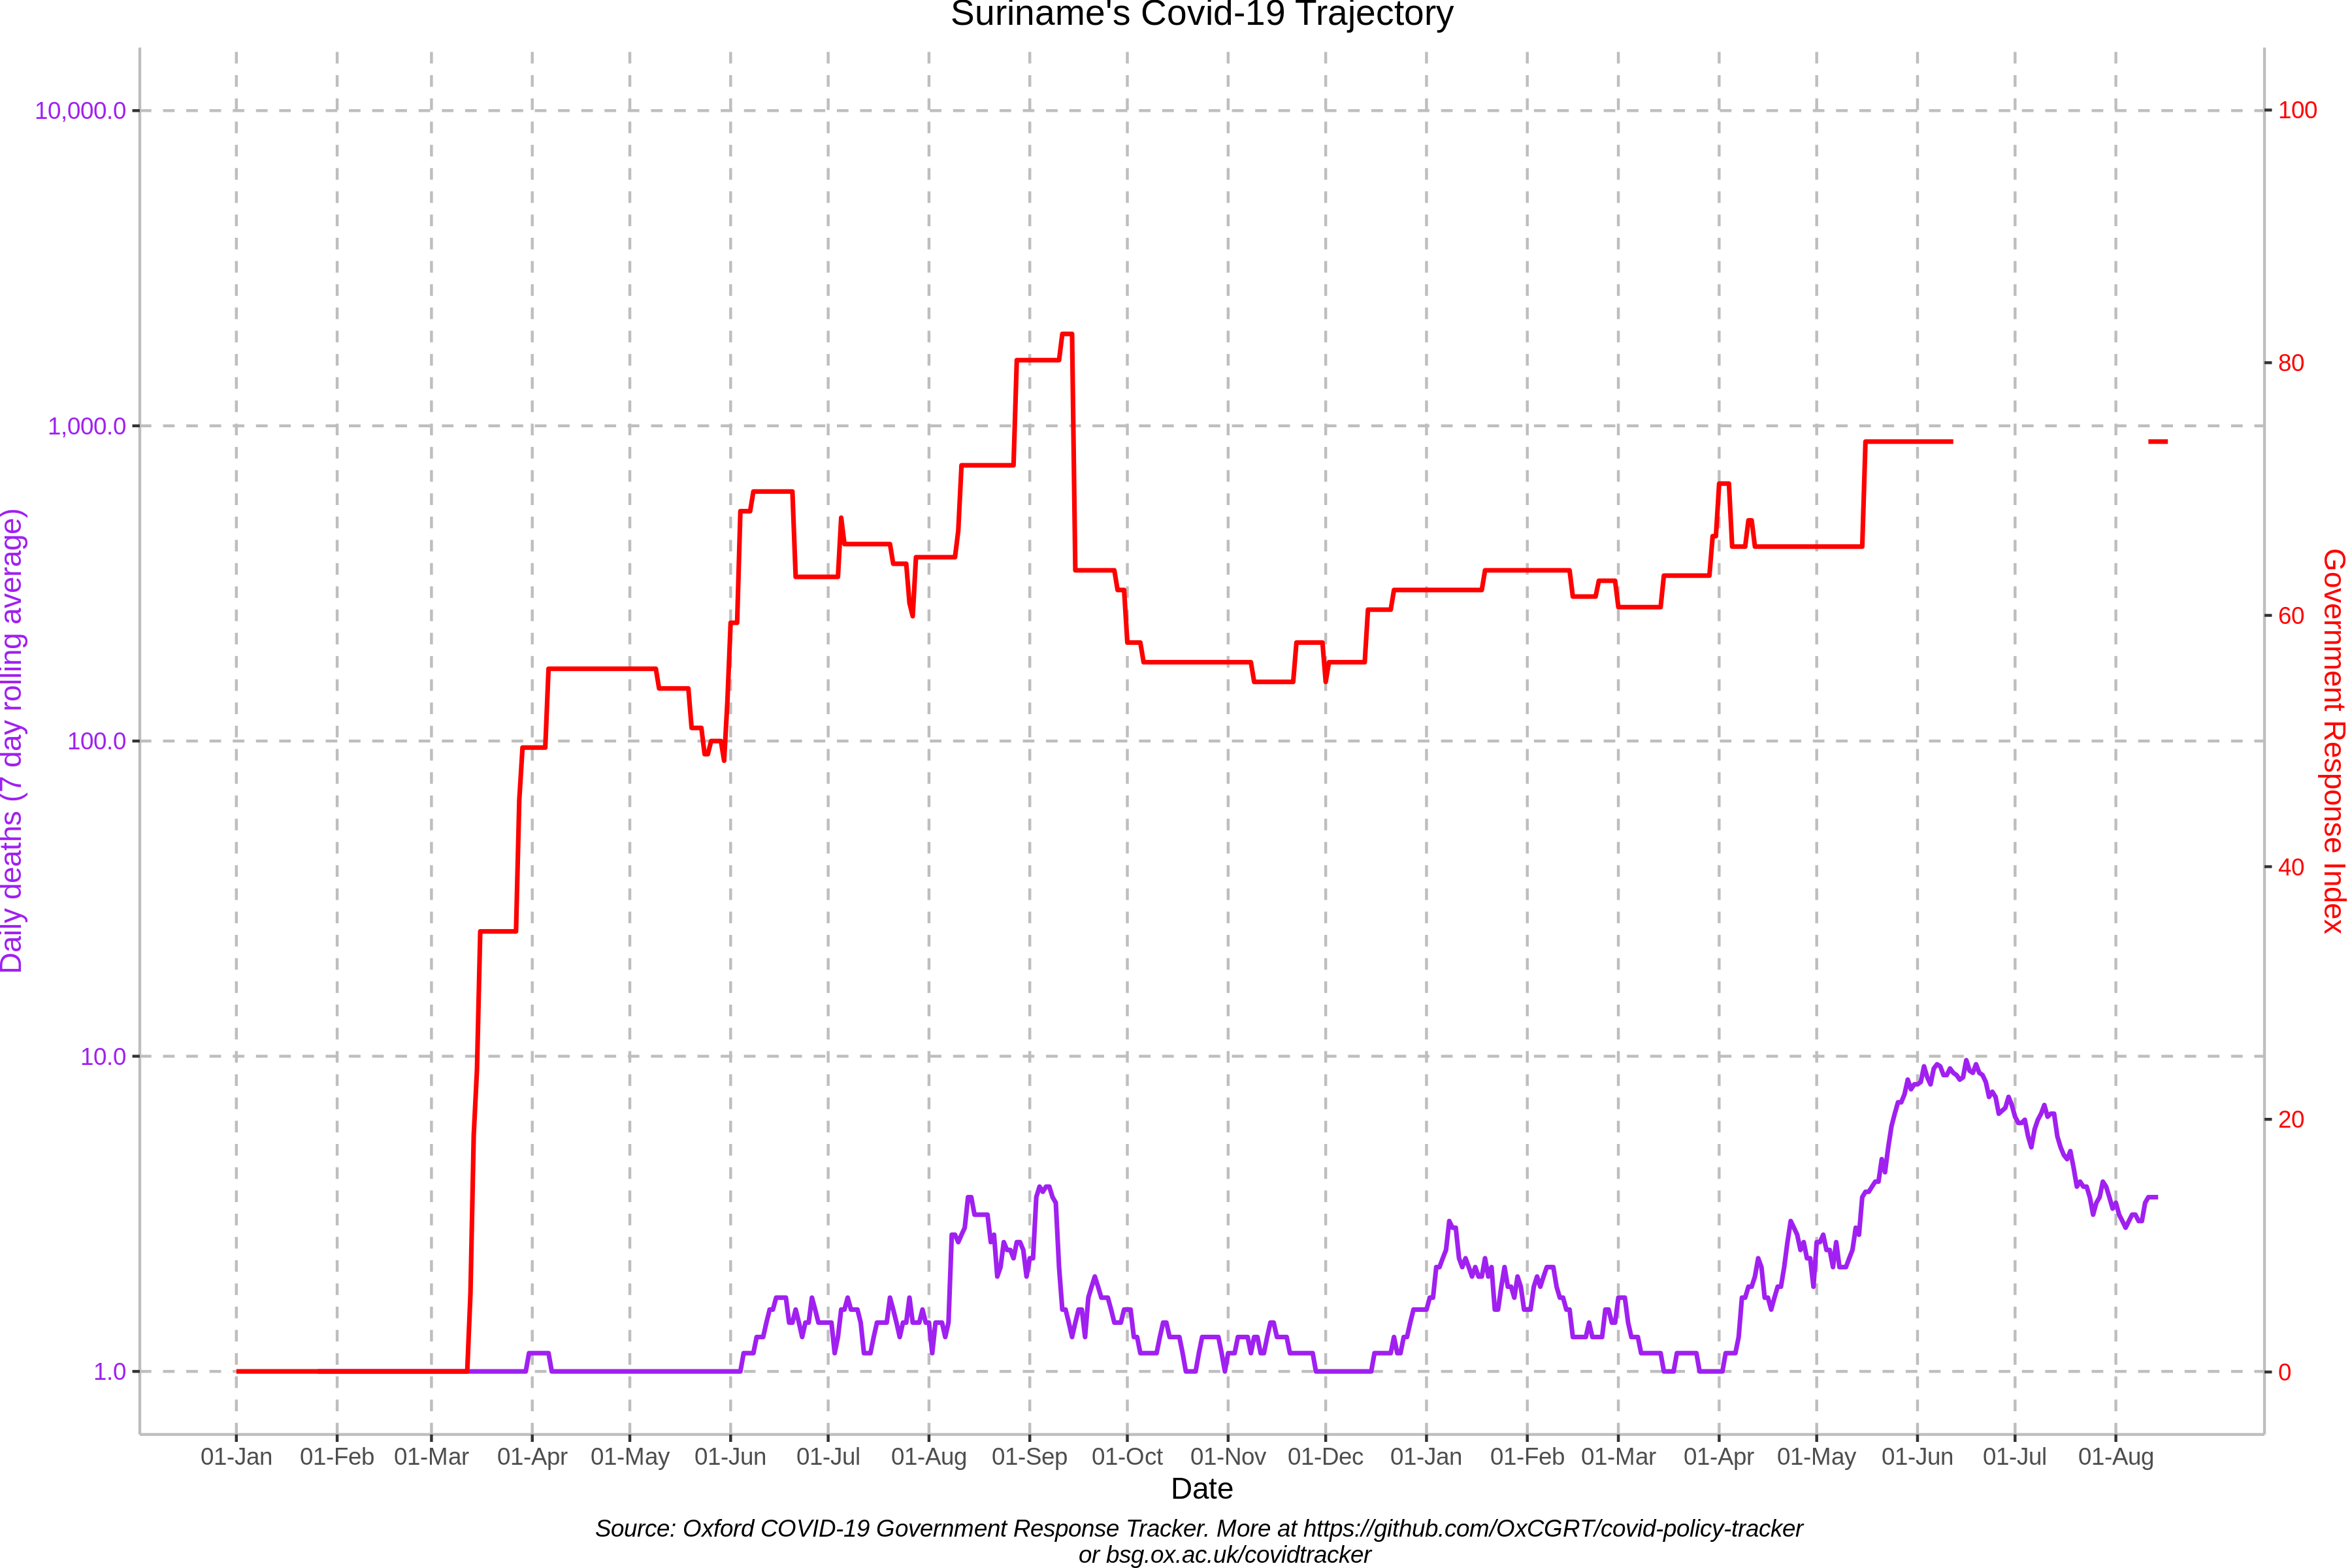 Suriname's Covid-19 Trajectory
10,000.0
1,000.0
100.0
10.0
1.0
Daily deaths (7 day rolling average)
100
80
60
40
20
0
Government Response Index
01-Jan 01-Feb 01-Mar 01-Apr 01-May 01-Jun 01-Jul 01-Aug 01-Sep 01-Oct 01-Nov 01-Dec 01-Jan 01-Feb 01-Mar 01-Apr 01-May 01-Jun 01-Jul 01-Aug
Date
Source: Oxford COVID-19 Government Response Tracker. More at https://github.com/OxCGRT/covid-policy-tracker
or bsg.ox.ac.uk/covidtracker